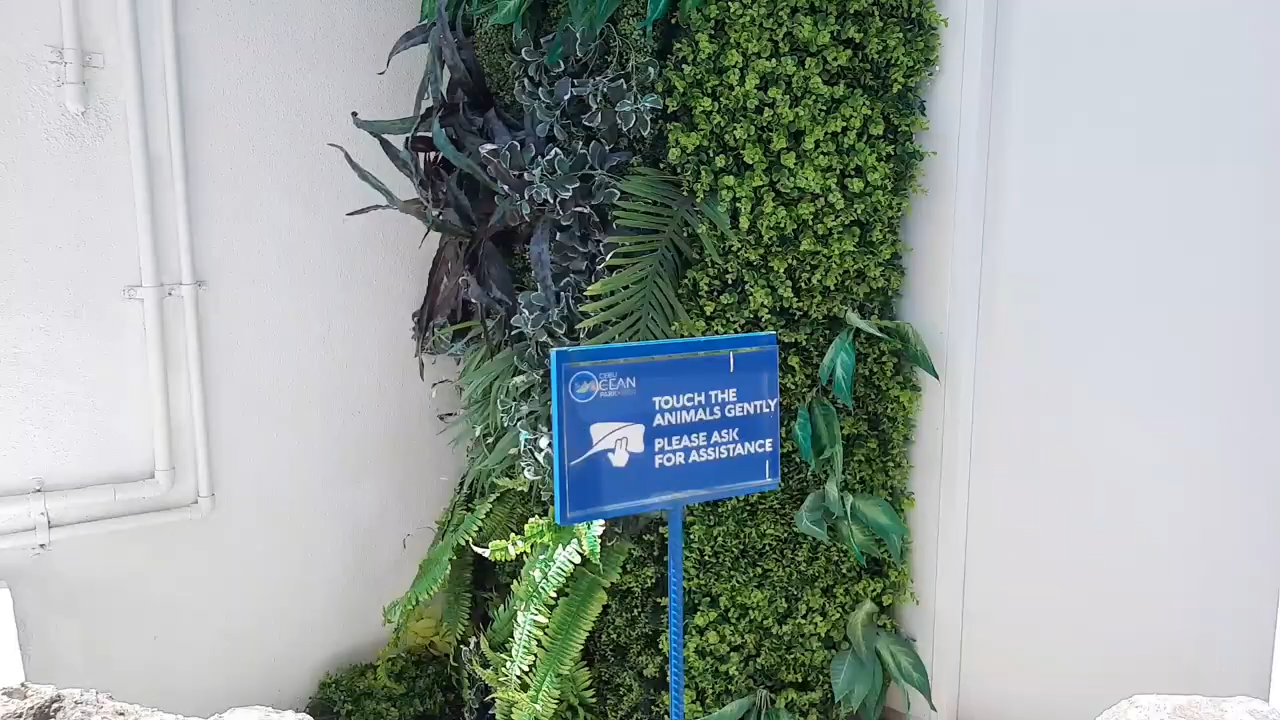 CEBU
OCEAN
PARK
TOUCH THE
ANIMALS GENTLY
PLEASE ASK
FOR ASSISTANCE